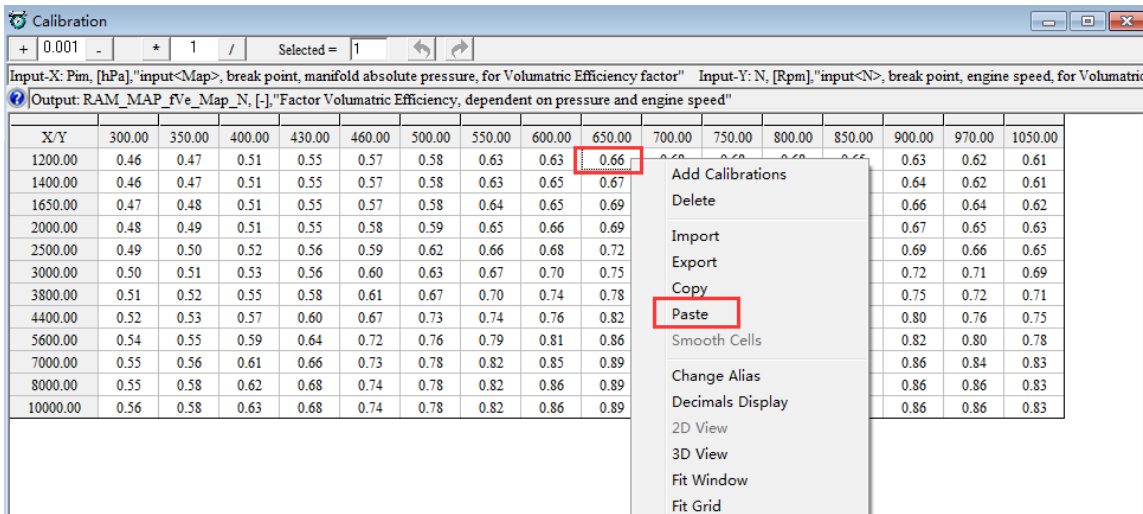 Calibration
+ 0.001 - * 1 / Selected = 1
Input-X: Pim, [hPa],"input<Map>, break point, manifold absolute pressure, for Volumatric Efficiency factor" Input-Y: N, [Rpm],"input<N>, break point, engine speed, for Volumatric
Output: RAM_MAP_fVe_Map_N, [-],"Factor Volumatric Efficiency, dependent on pressure and engine speed"
X/Y 300.00 350.00 400.00 430.00 460.00 500.00 550.00 600.00 650.00 700.00 750.00 800.00 850.00 900.00 970.00 1050.00
1200.00 0.46 0.47 0.51 0.55 0.57 0.58 0.63 0.63 0.66 0.63 0.62 0.61
1400.00 0.46 0.47 0.51 0.55 0.57 0.58 0.63 0.65 0.67 0.64 0.62 0.61
1650.00 0.47 0.48 0.51 0.55 0.57 0.58 0.64 0.65 0.69 0.66 0.64 0.62
2000.00 0.48 0.49 0.51 0.55 0.58 0.59 0.65 0.66 0.69 0.67 0.65 0.63
2500.00 0.49 0.50 0.52 0.56 0.59 0.62 0.66 0.68 0.72 0.69 0.66 0.65
3000.00 0.50 0.51 0.53 0.56 0.60 0.63 0.67 0.70 0.75 0.72 0.71 0.69
3800.00 0.51 0.52 0.55 0.58 0.61 0.67 0.70 0.74 0.78 0.75 0.72 0.71
4400.00 0.52 0.53 0.57 0.60 0.67 0.73 0.74 0.76 0.82 0.80 0.76 0.75
5600.00 0.54 0.55 0.59 0.64 0.72 0.76 0.79 0.81 0.86 0.82 0.80 0.78
7000.00 0.55 0.56 0.61 0.66 0.73 0.78 0.82 0.85 0.89 0.86 0.84 0.83
8000.00 0.55 0.58 0.62 0.68 0.74 0.78 0.82 0.86 0.89 0.86 0.86 0.83
10000.00 0.56 0.58 0.63 0.68 0.74 0.78 0.82 0.86 0.89 0.86 0.86 0.83
Add Calibrations
Delete
Import
Export
Copy
Paste
Smooth Cells
Change Alias
Decimals Display
2D View
3D View
Fit Window
Fit Grid